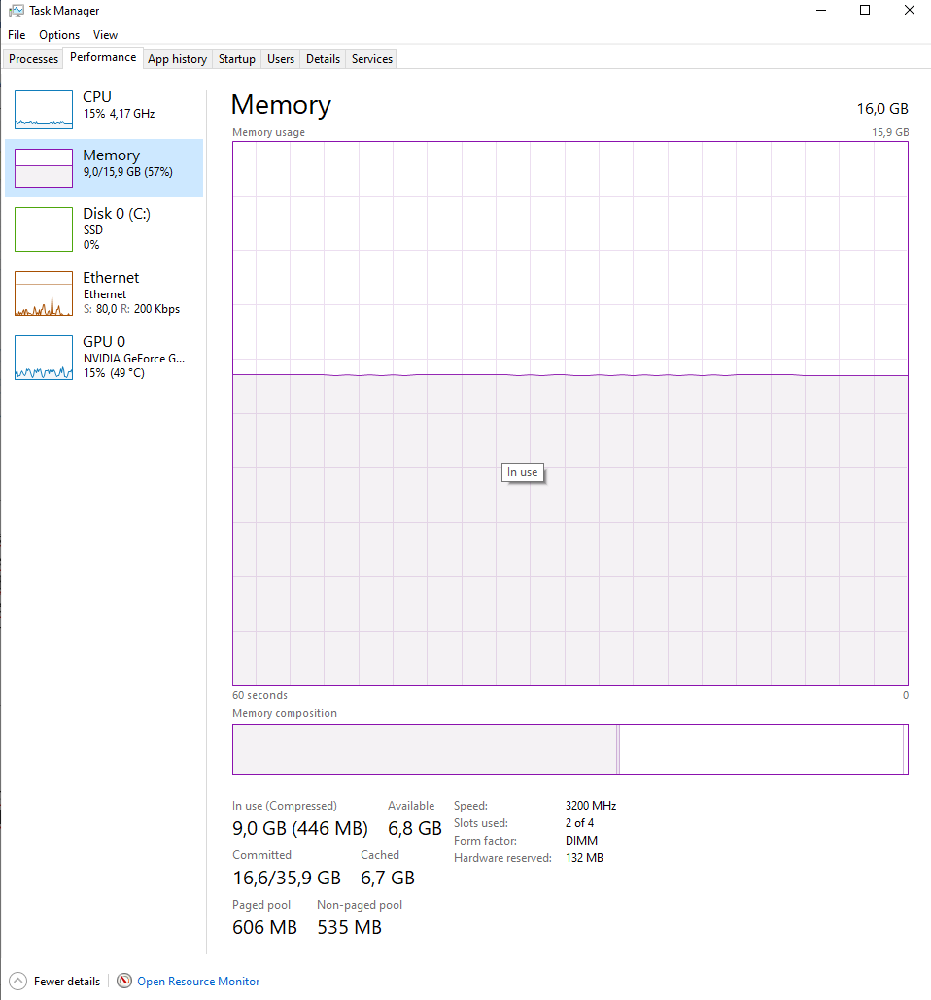 Task Manager
File Options View
Processes Performance App history Startup Users Details Services
CPU
15% 4,17 GHz
Memory
9,0/15,9 GB (57%)
Disk 0 (C:)
SSD
0%
Ethernet
Ethernet
S: 80,0 R: 200 Kbps
GPU 0
NVIDIA GeForce G...
15% (49 °C)
Memory 16,0 GB
Memory usage 15,9 GB
In use
60 seconds 0
Memory composition
In use (Compressed) Available
9,0 GB (446 MB) 6,8 GB
Committed Cached
16,6/35,9 GB 6,7 GB
Paged pool Non-paged pool
606 MB 535 MB
Speed: 3200 MHz
Slots used: 2 of 4
Form factor: DIMM
Hardware reserved: 132 MB
Fewer details Open Resource Monitor